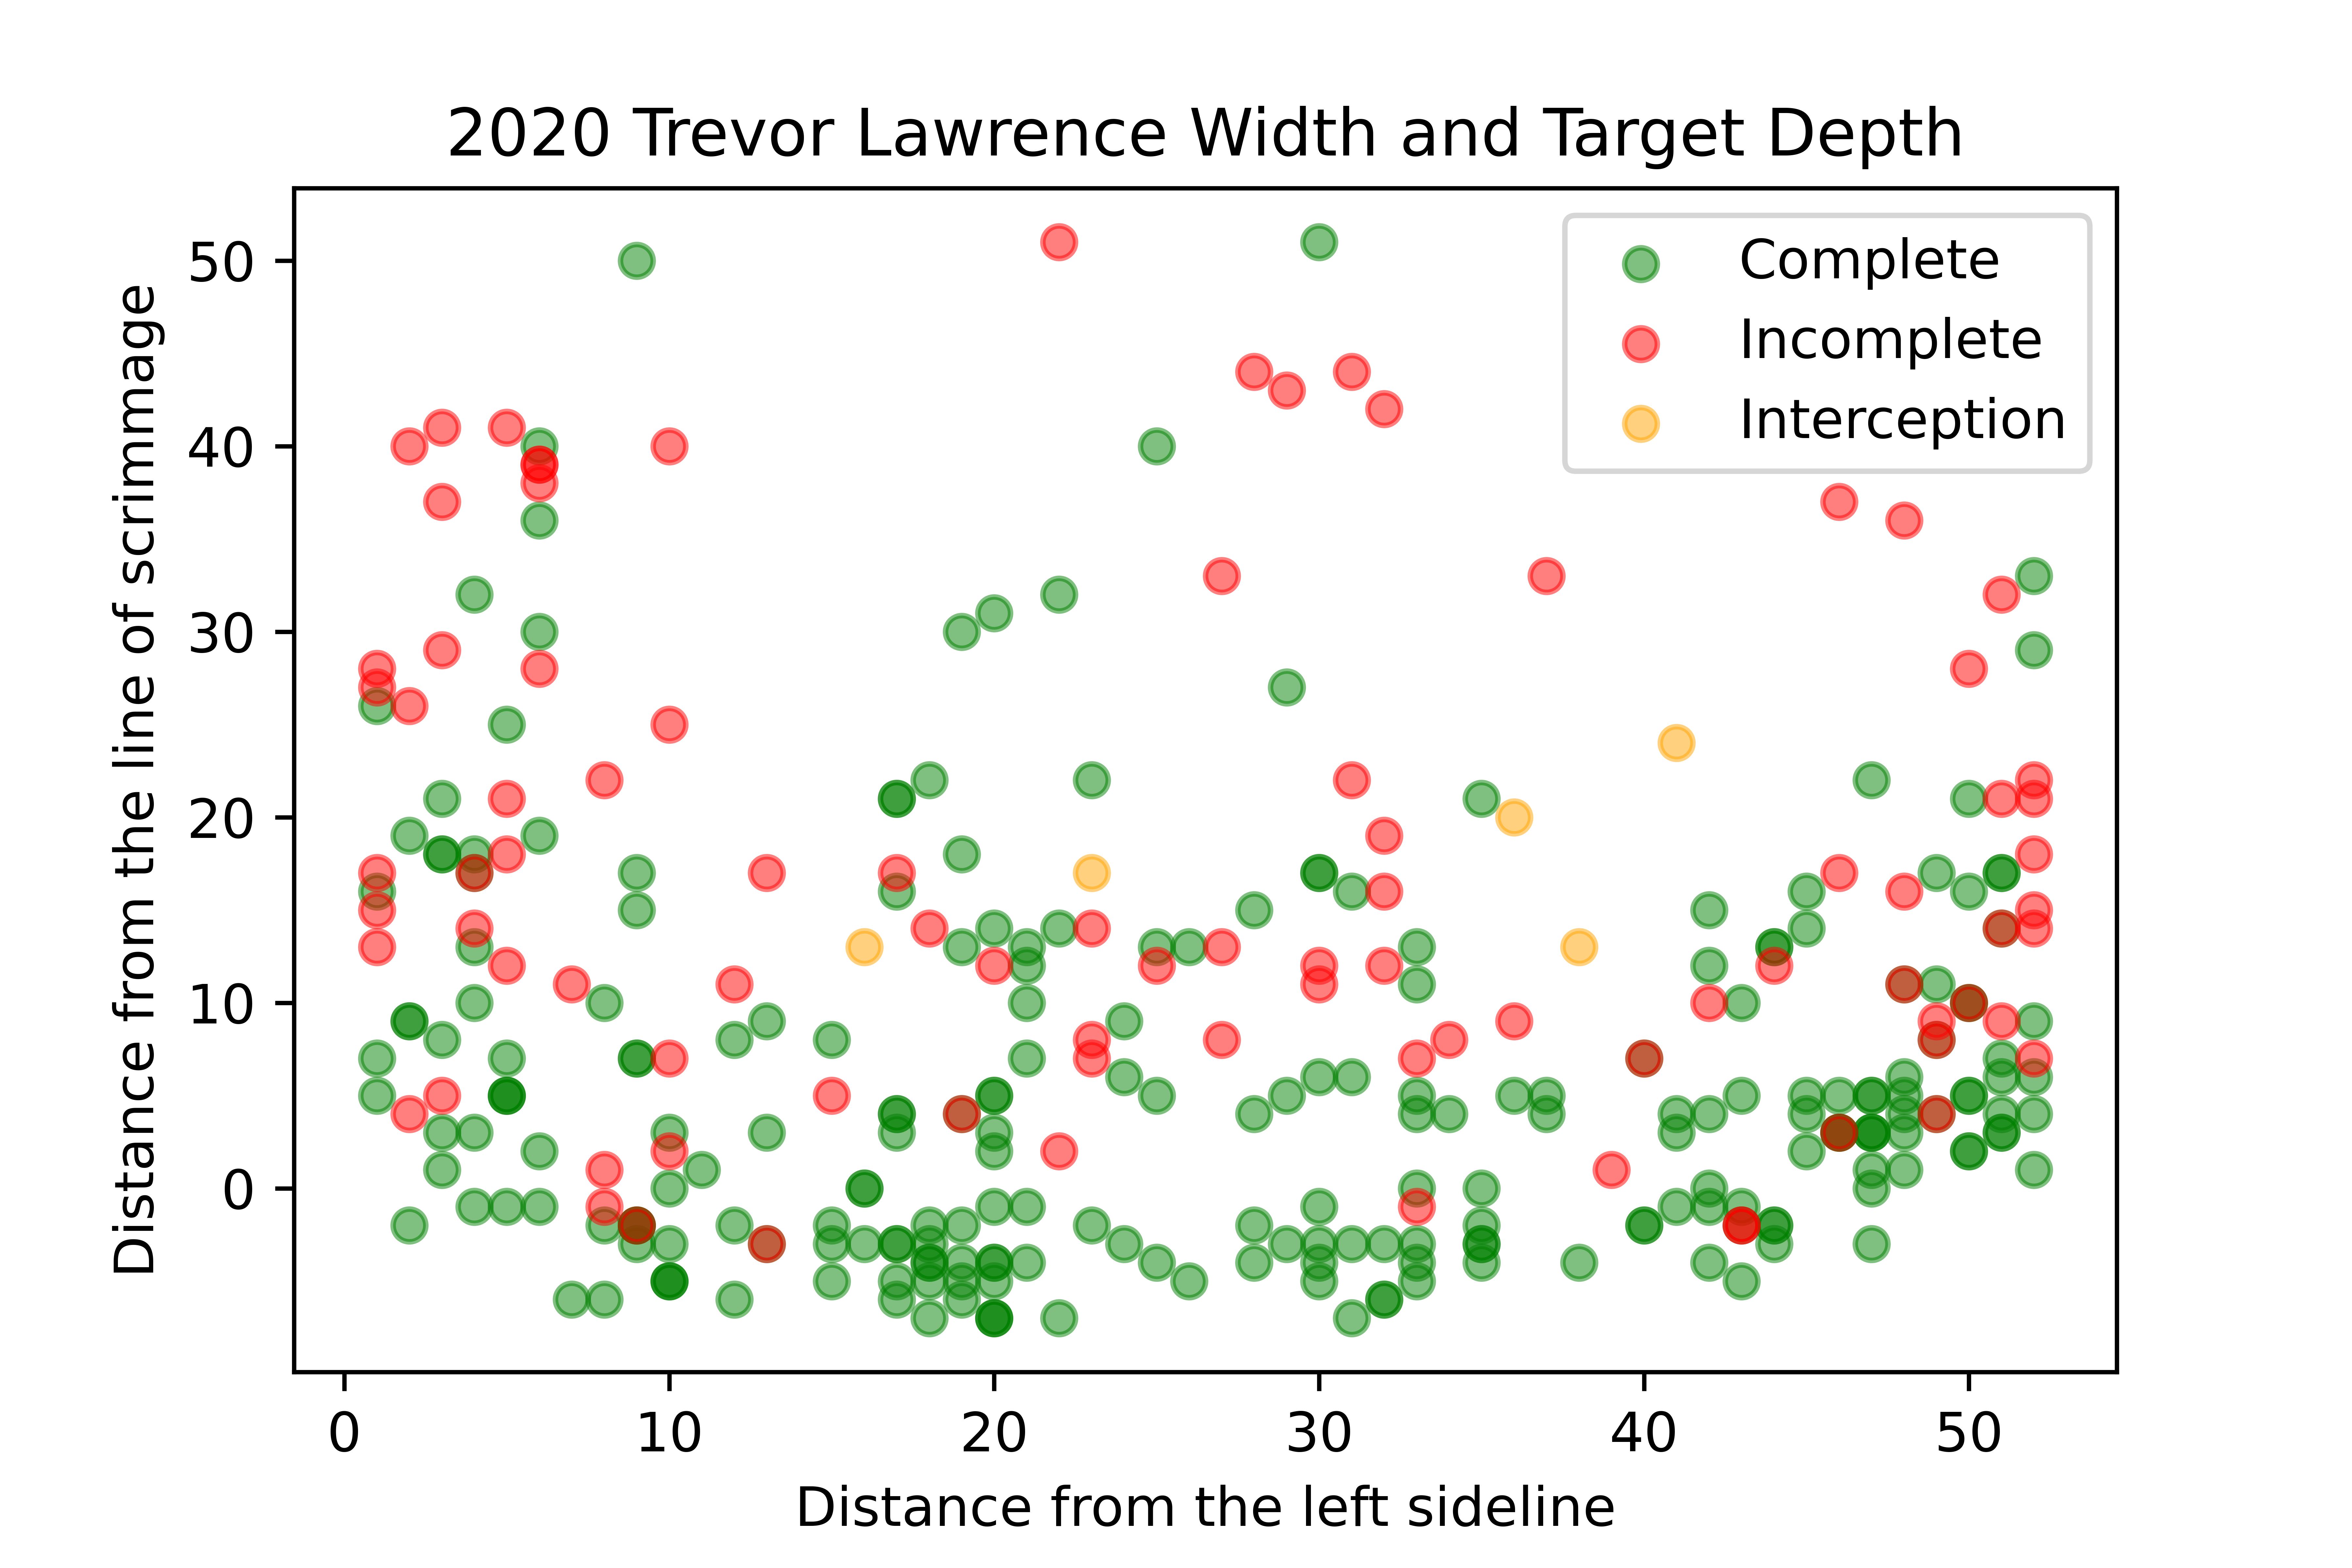 2020 Trevor Lawrence Width and Target Depth
Complete
Incomplete
Interception
Distance from the line of scrimmage
50
40
30
20
10
0
0 10 20 30 40 50
Distance from the left sideline